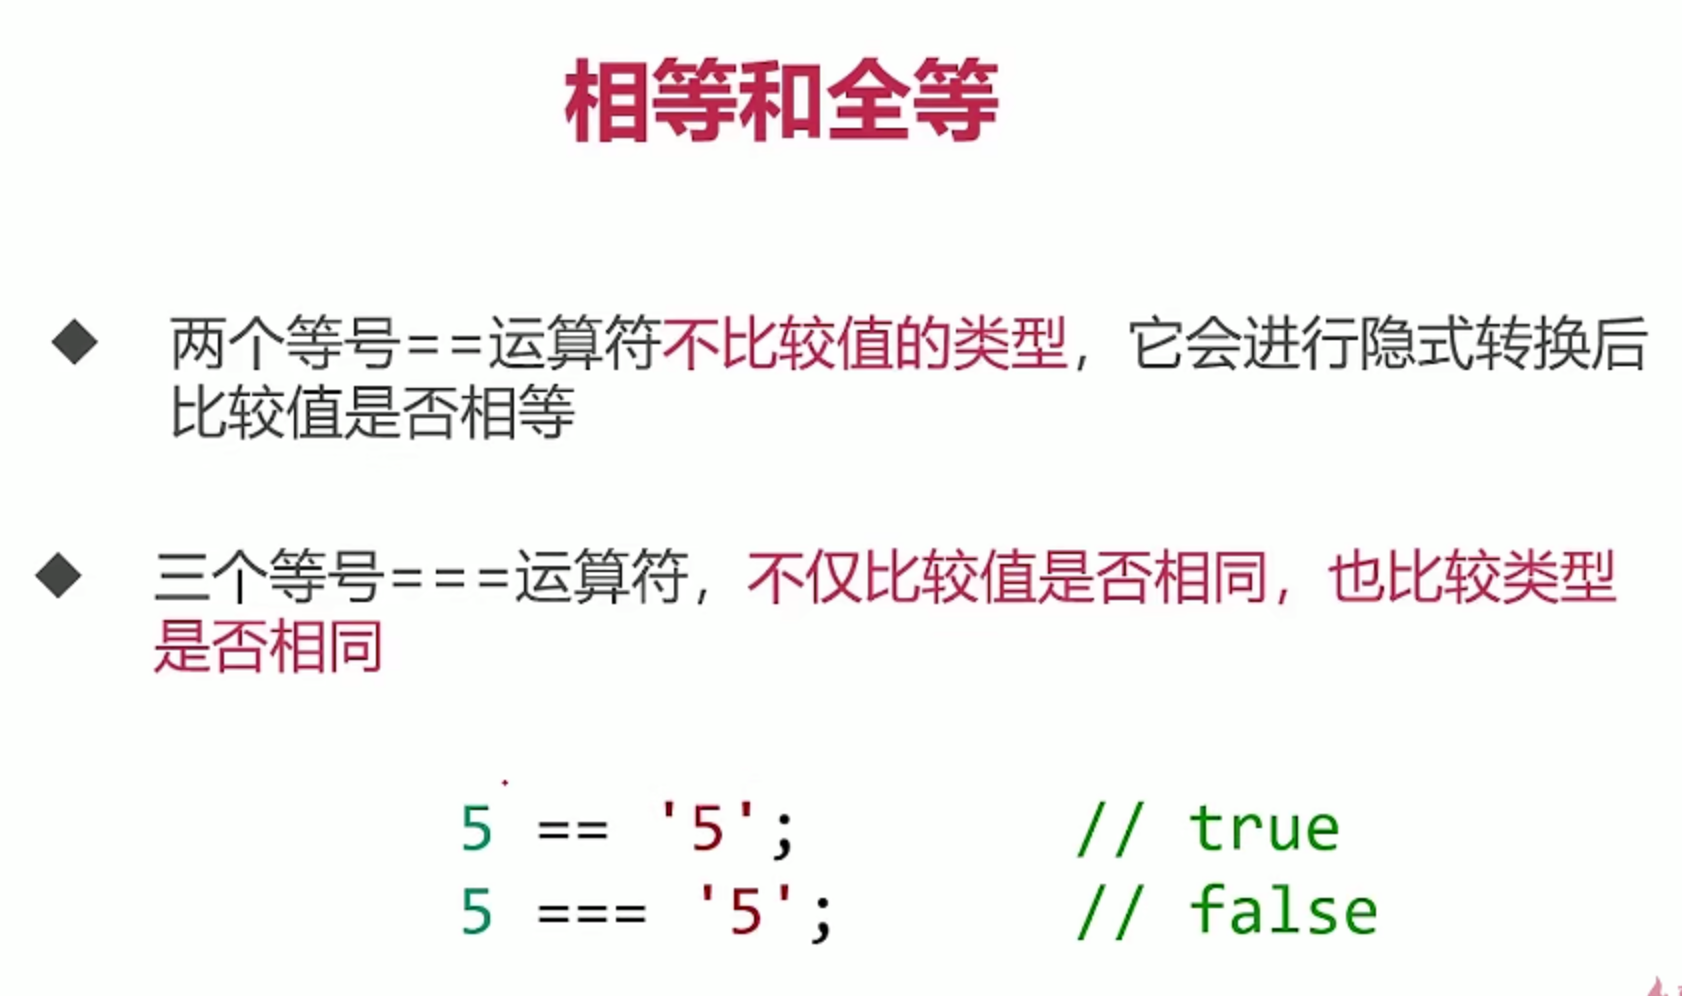 相等和全等
两个等号==运算符不比较值的类型，它会进行隐式转换后
比较值是否相等
三个等号===运算符，不仅比较值是否相同，也比较类型
是否相同
5 == '5'; // true
5 === '5'; // false